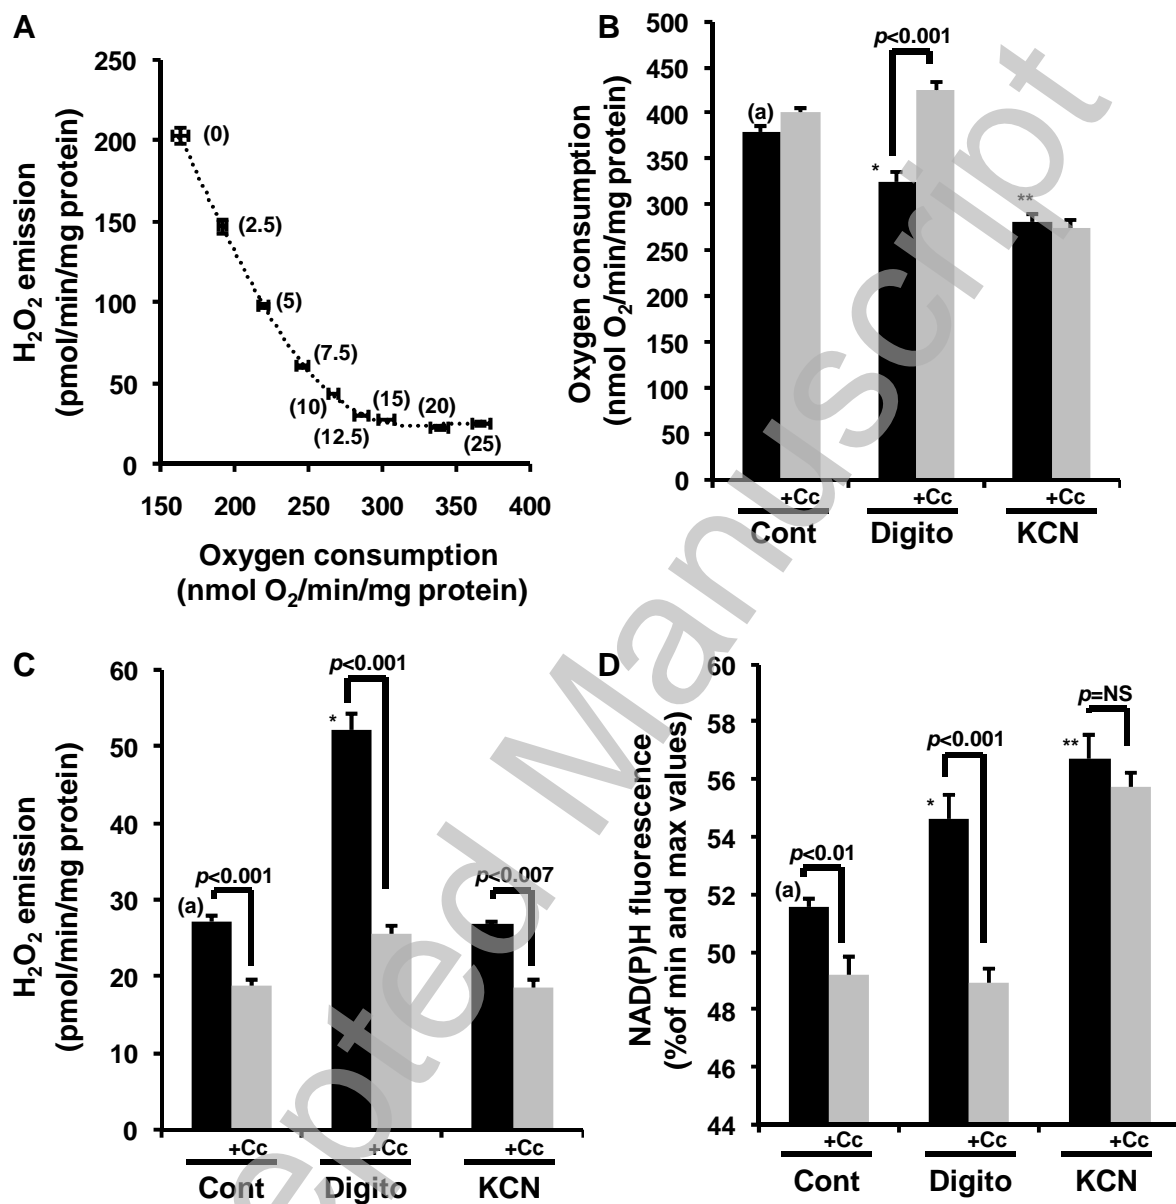 A
H₂O₂ emission
(pmol/min/mg protein)
250
200
150
100
50
0
(0)
(2.5)
(5)
(7.5)
(10)
(12.5)
(15)
(20)
(25)
150 200 250 300 350 400
Oxygen consumption
(nmol O₂/min/mg protein)
B
Oxygen consumption
(nmol O₂/min/mg protein)
500
450
400
350
300
250
200
150
100
50
0
(a)
*
p<0.001
**
+Cc +Cc +Cc
Cont Digito KCN
C
H₂O₂ emission
(pmol/min/mg protein)
60
50
40
30
20
10
0
(a)
p<0.001
*
p<0.001
p<0.007
+Cc +Cc +Cc
Cont Digito KCN
D
NAD(P)H fluorescence
(%of min and max values)
60
58
56
54
52
50
48
46
44
(a)
p<0.01
*
p<0.001
**
p=NS
+Cc +Cc +Cc
Cont Digito KCN
epted Manuscript